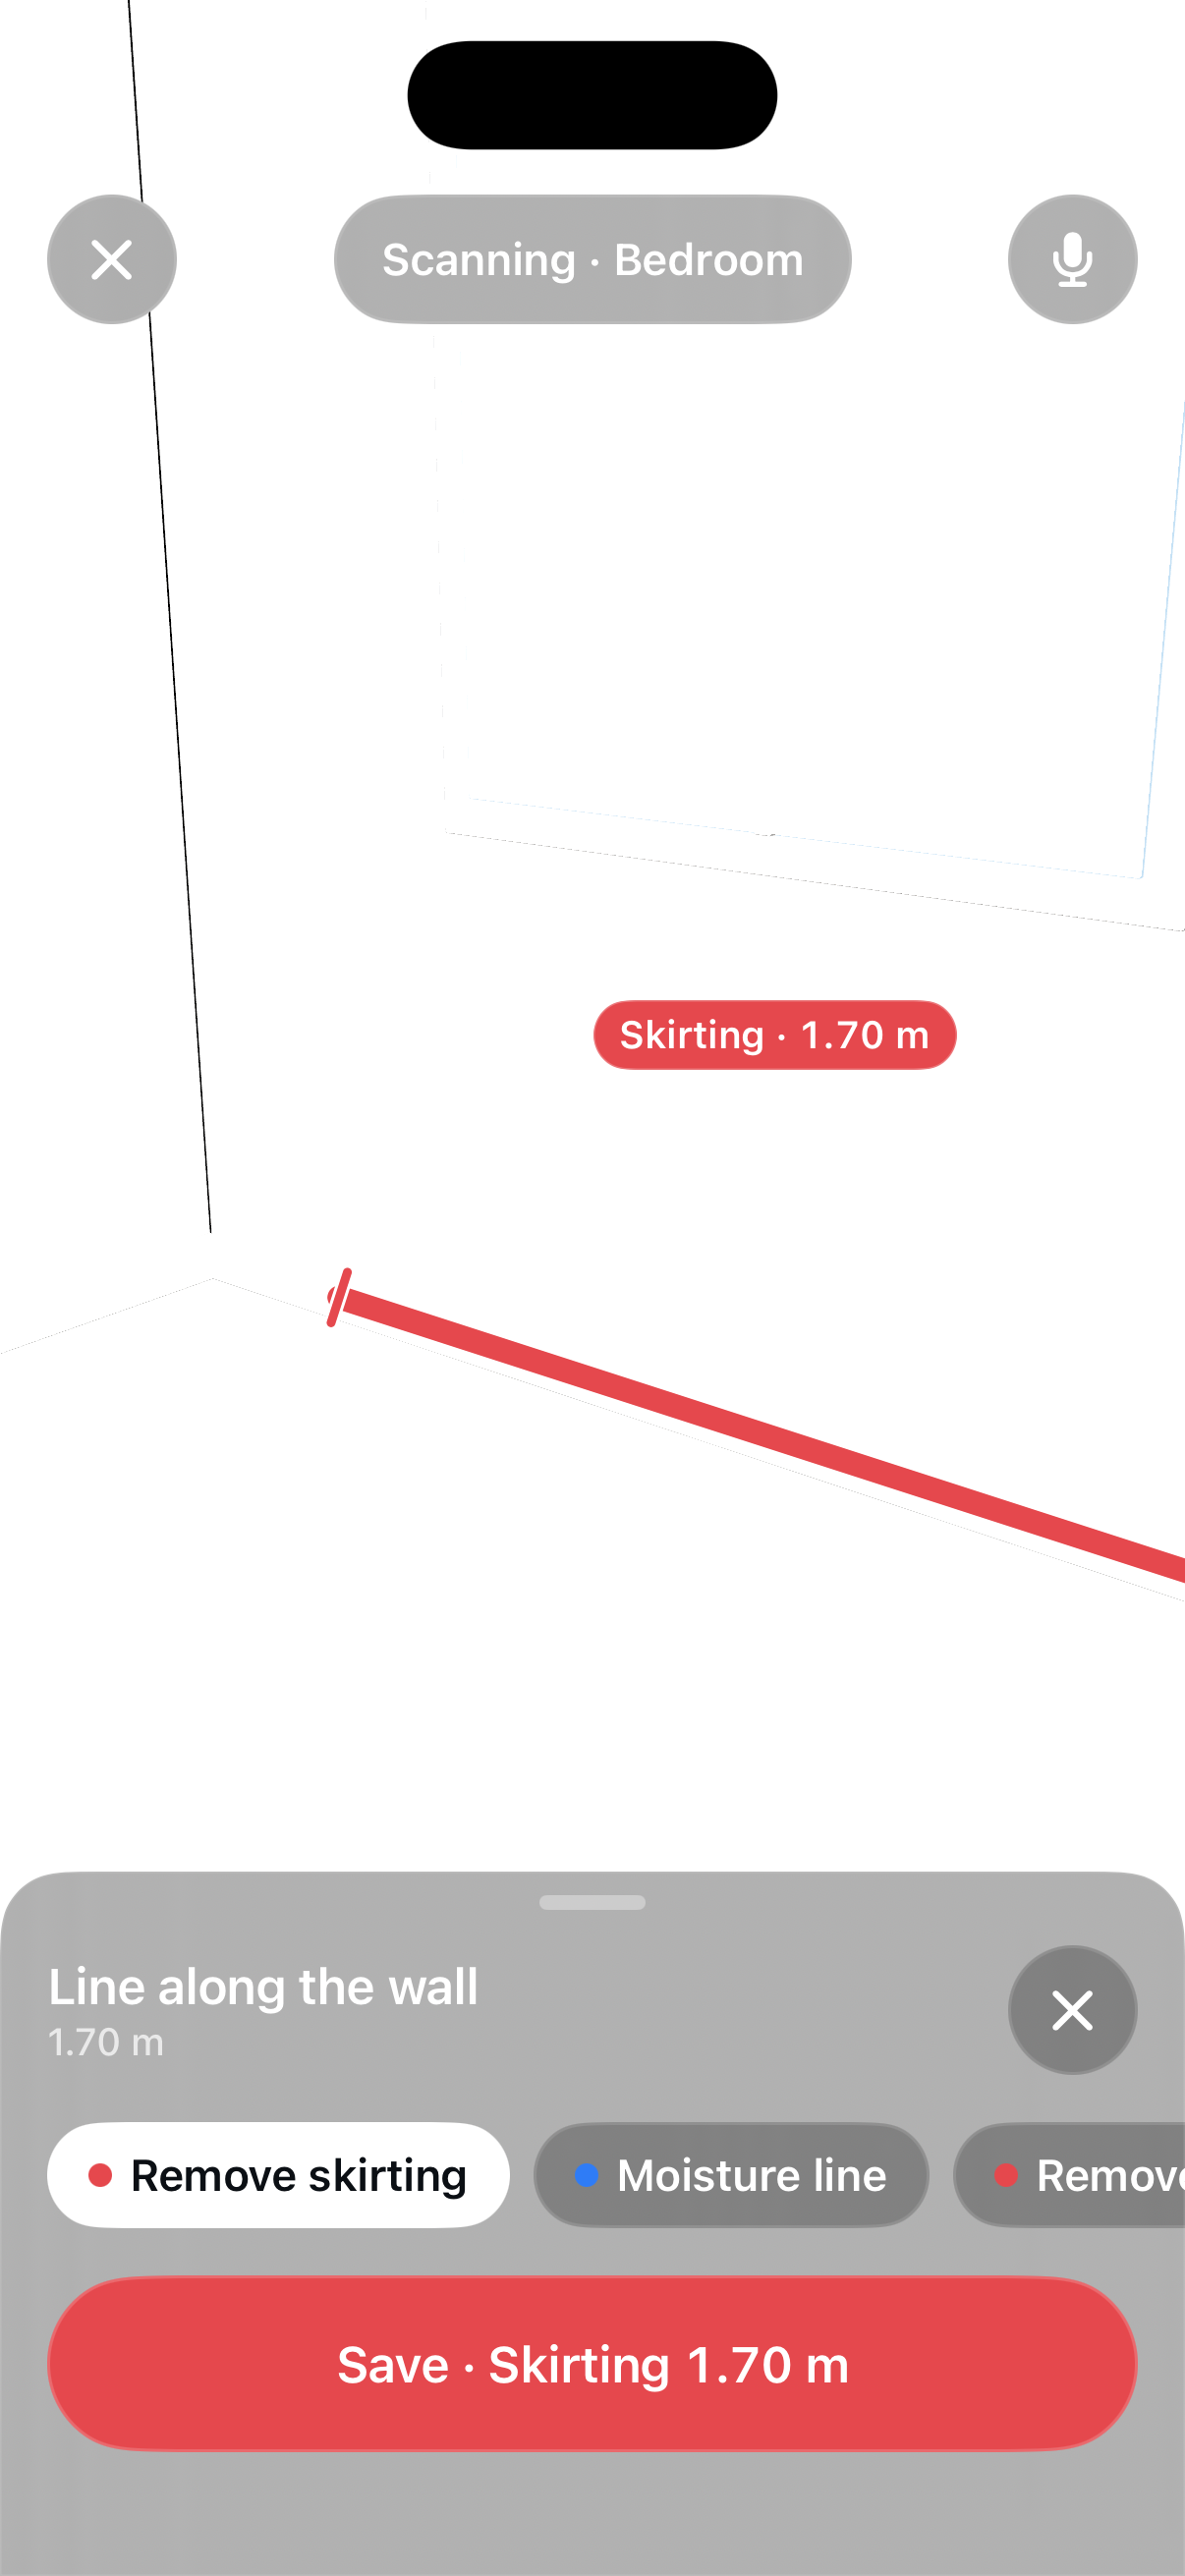 Scanning · Bedroom
Skirting · 1.70 m
Line along the wall
1.70 m
Remove skirting
Moisture line
Remove
Save · Skirting 1.70 m